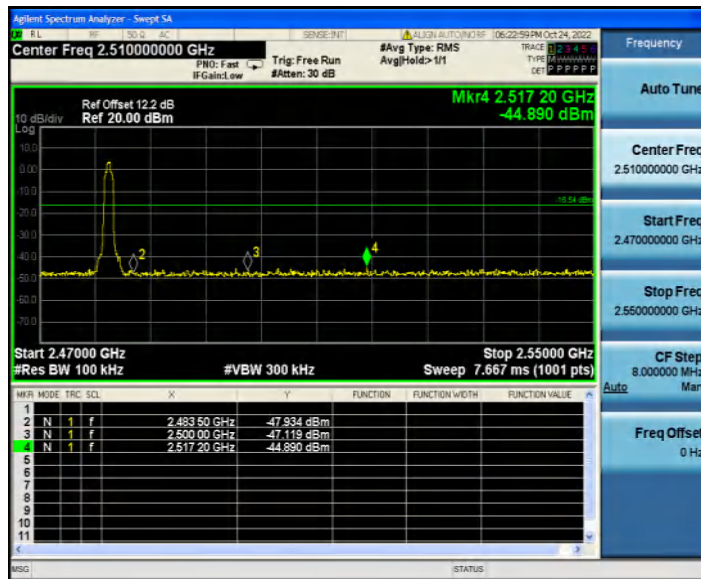 Agilent Spectrum Analyzer - Swept SA
RL RF 50 Ω AC SENSE:INT ALIGN AUTO/NO RF 06:22:59 PM Oct 24, 2022
Center Freq 2.510000000 GHz #Avg Type: RMS TRACE 1 2 3 4 5 6
PNO: Fast Trig: Free Run Avg|Hold:>1/1 TYPE M WWWWW
IFGain:Low #Atten: 30 dB DET P P P P P P
Ref Offset 12.2 dB Mkr4 2.517 20 GHz
10 dB/div Ref 20.00 dBm -44.890 dBm
Log
10.0
0.00
-10.0
-16.54 dBm
-20.0
-30.0
2 3 4
-40.0
-50.0
-60.0
-70.0
Start 2.47000 GHz Stop 2.55000 GHz
#Res BW 100 kHz #VBW 300 kHz Sweep 7.667 ms (1001 pts)
MKR MODE TRC SCL X Y FUNCTION FUNCTION WIDTH FUNCTION VALUE
1
2 N 1 f 2.483 50 GHz -47.934 dBm
3 N 1 f 2.500 00 GHz -47.119 dBm
4 N 1 f 2.517 20 GHz -44.890 dBm
5
6
7
8
9
10
11
MSG STATUS
Frequency
Auto Tune
Center Freq
2.510000000 GHz
Start Freq
2.470000000 GHz
Stop Freq
2.550000000 GHz
CF Step
8.000000 MHz
Auto Man
Freq Offset
0 Hz